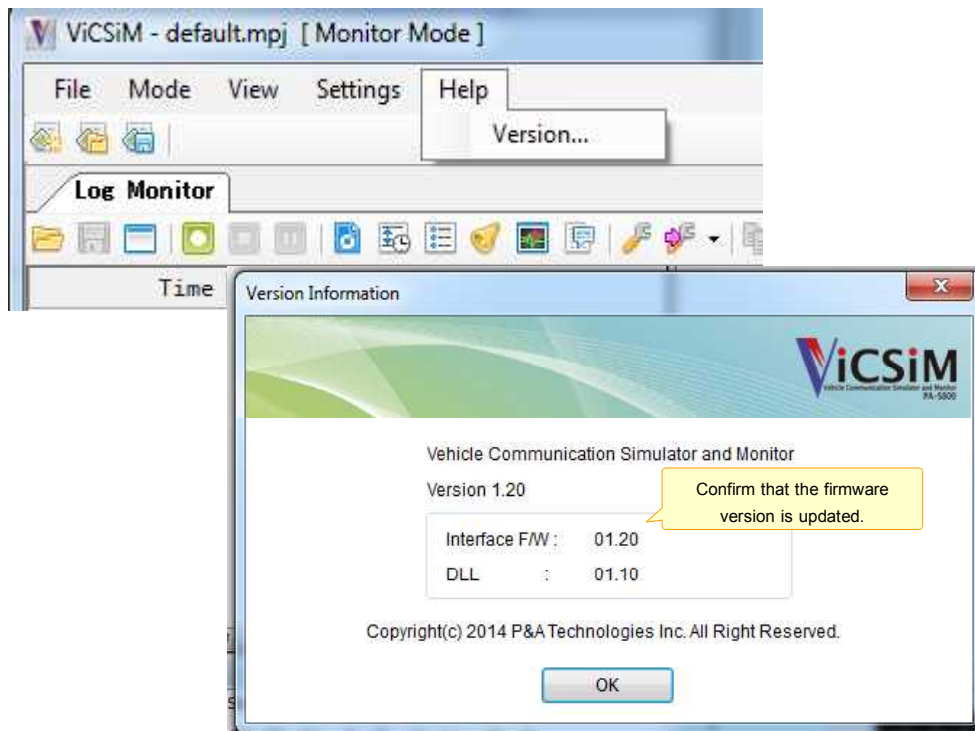 ViCSiM - default.mpj [ Monitor Mode ]
File Mode View Settings Help
Version...
Log Monitor
Time
Version Information
ViCSiM
Vehicle Communication Simulator and Monitor
PA-S800
Vehicle Communication Simulator and Monitor
Version 1.20
Confirm that the firmware
version is updated.
Interface F/W : 01.20
DLL : 01.10
Copyright(c) 2014 P&A Technologies Inc. All Right Reserved.
OK